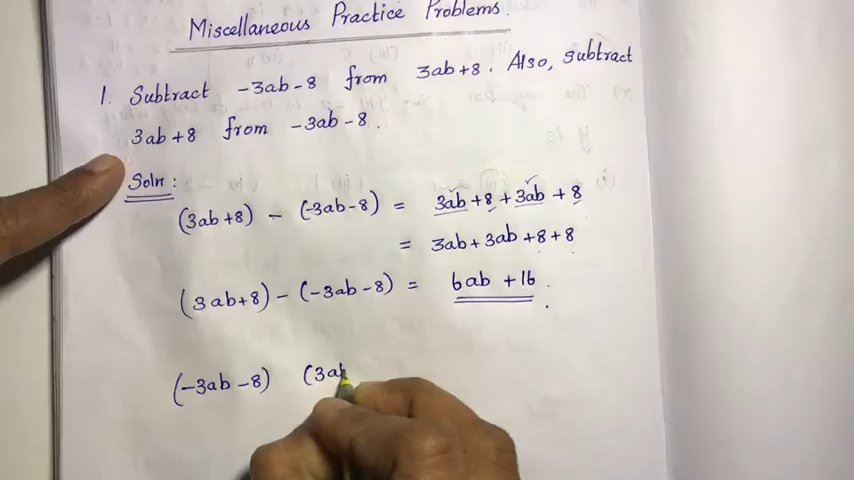 Miscellaneous Practice Problems.
1. Subtract -3ab-8 from 3ab+8. Also, subtract
3ab+8 from -3ab-8.
Soln:
(3ab+8) - (-3ab-8) = 3ab+8+3ab+8
= 3ab+3ab+8+8
(3ab+8)-(-3ab-8) = 6ab+16.
(-3ab-8) (3ab